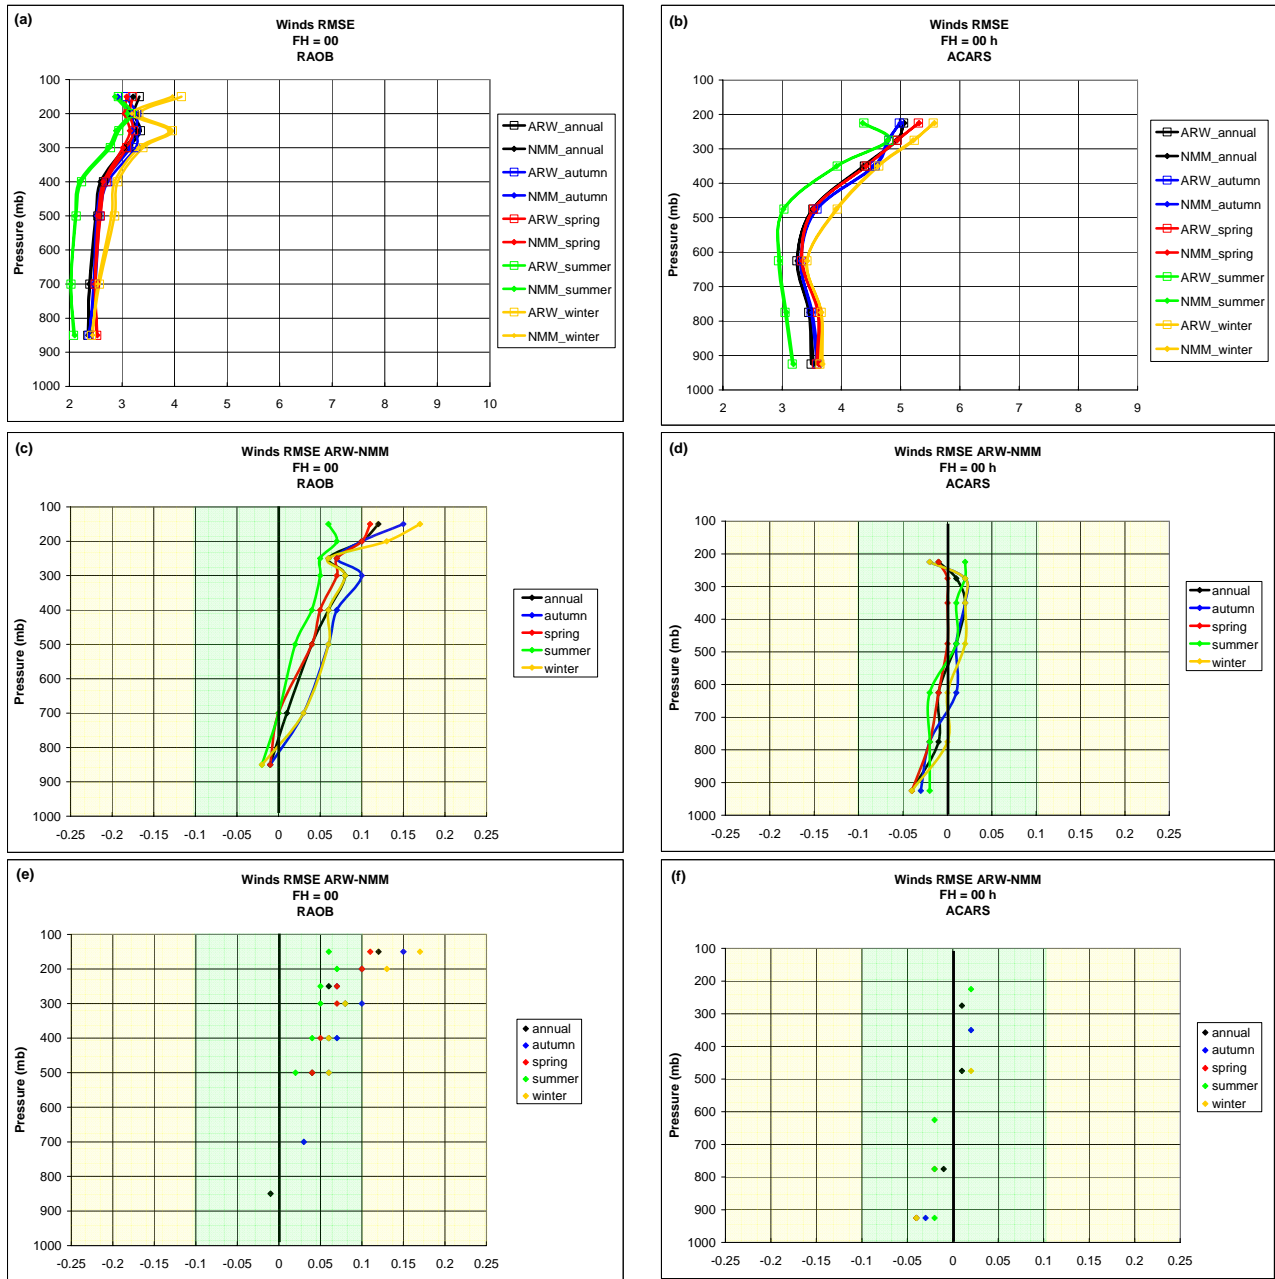 (a)
Winds RMSE
FH = 00
RAOB
Pressure (mb)
100
200
300
400
500
600
700
800
900
1000
2 3 4 5 6 7 8 9 10
ARW_annual
NMM_annual
ARW_autumn
NMM_autumn
ARW_spring
NMM_spring
ARW_summer
NMM_summer
ARW_winter
NMM_winter
(b)
Winds RMSE
FH = 00 h
ACARS
Pressure (mb)
100
200
300
400
500
600
700
800
900
1000
2 3 4 5 6 7 8 9
ARW_annual
NMM_annual
ARW_autumn
NMM_autumn
ARW_spring
NMM_spring
ARW_summer
NMM_summer
ARW_winter
NMM_winter
(c)
Winds RMSE ARW-NMM
FH = 00
RAOB
Pressure (mb)
100
200
300
400
500
600
700
800
900
1000
-0.25 -0.2 -0.15 -0.1 -0.05 0 0.05 0.1 0.15 0.2 0.25
annual
autumn
spring
summer
winter
(d)
Winds RMSE ARW-NMM
FH = 00 h
ACARS
Pressure (mb)
100
200
300
400
500
600
700
800
900
1000
-0.25 -0.2 -0.15 -0.1 -0.05 0 0.05 0.1 0.15 0.2 0.25
annual
autumn
spring
summer
winter
(e)
Winds RMSE ARW-NMM
FH = 00
RAOB
Pressure (mb)
100
200
300
400
500
600
700
800
900
1000
-0.25 -0.2 -0.15 -0.1 -0.05 0 0.05 0.1 0.15 0.2 0.25
annual
autumn
spring
summer
winter
(f)
Winds RMSE ARW-NMM
FH = 00 h
ACARS
Pressure (mb)
100
200
300
400
500
600
700
800
900
1000
-0.25 -0.2 -0.15 -0.1 -0.05 0 0.05 0.1 0.15 0.2 0.25
annual
autumn
spring
summer
winter